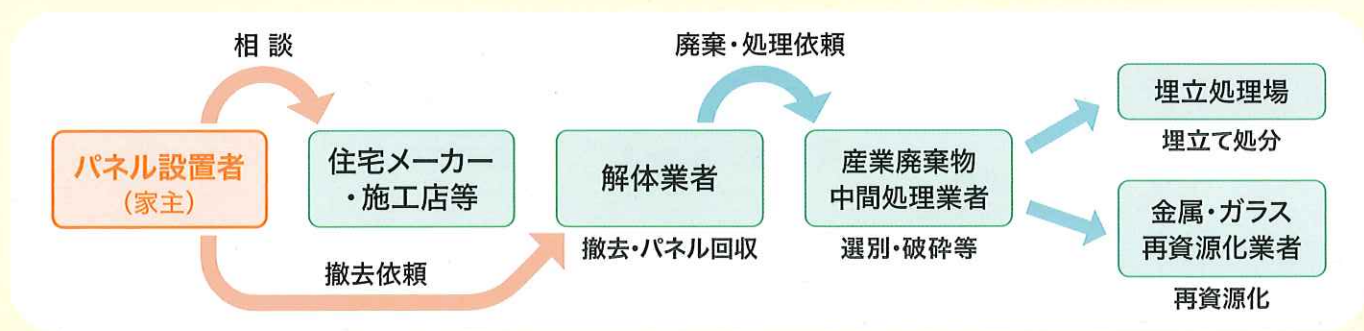 相 談
廃棄・処理依頼
パネル設置者
(家主)
住宅メーカー
・施工店等
解体業者
撤去・パネル回収
産業廃棄物
中間処理業者
選別・破砕等
埋立処理場
埋立て処分
金属・ガラス
再資源化業者
再資源化
撤去依頼